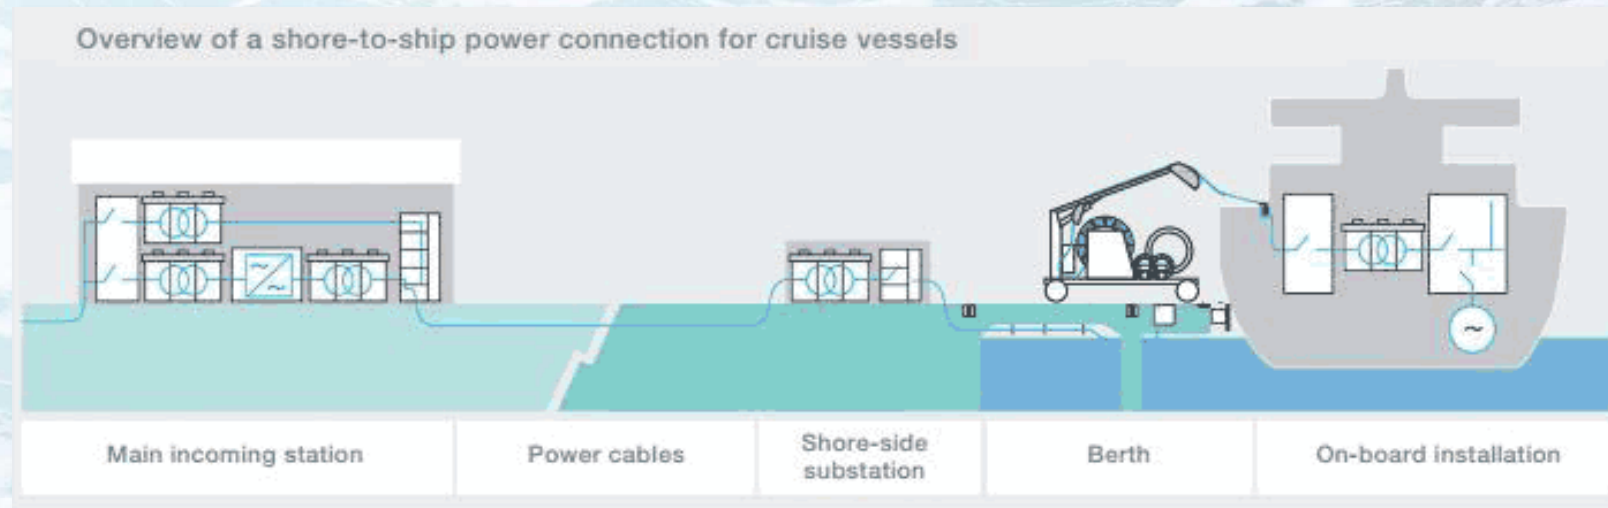 Overview of a shore-to-ship power connection for cruise vessels
Main incoming station
Power cables
Shore-side
substation
Berth
On-board installation